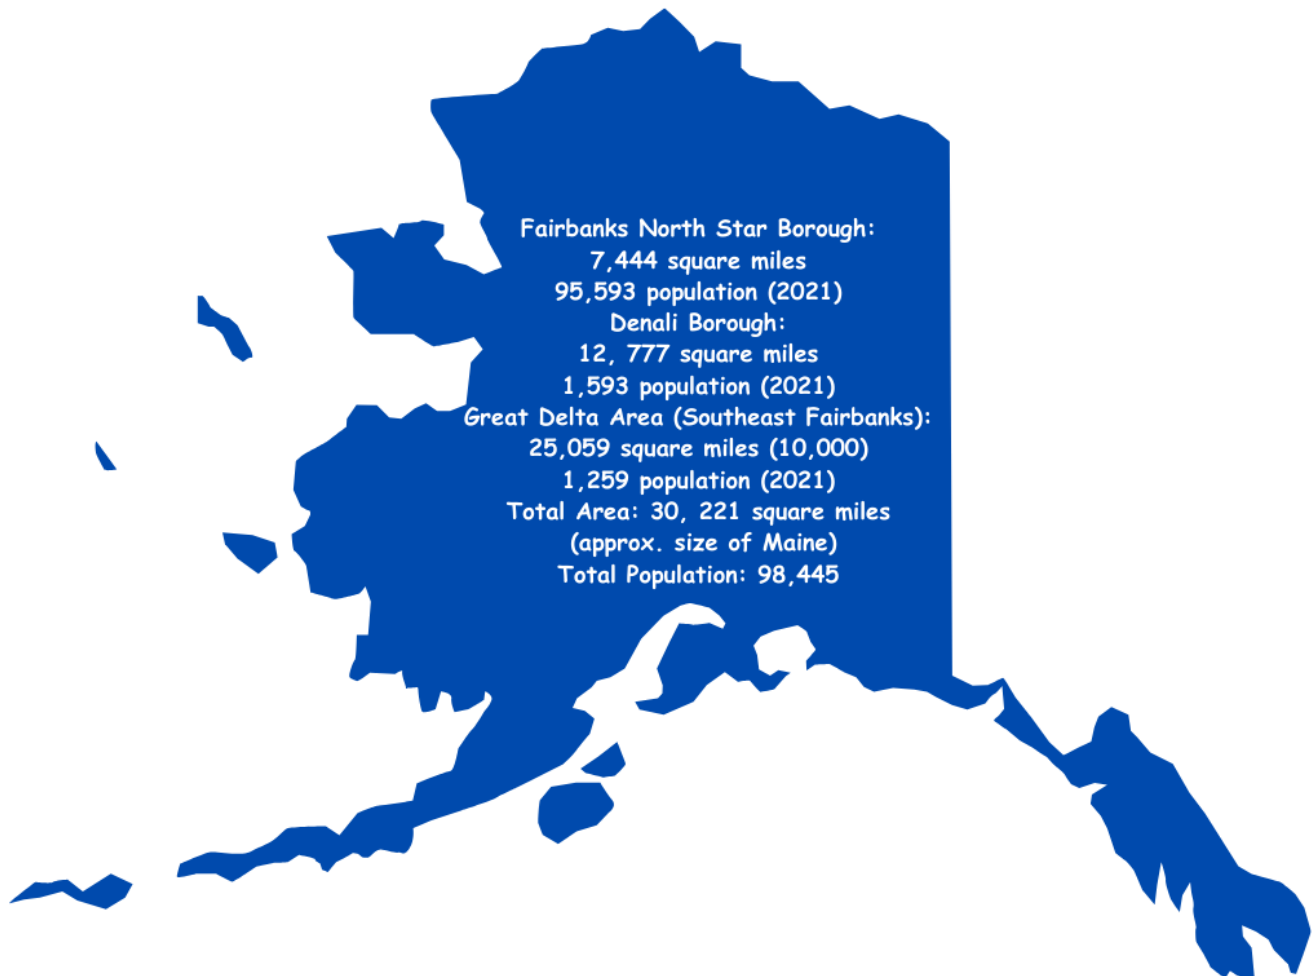 Fairbanks North Star Borough:
7,444 square miles
95,593 population (2021)
Denali Borough:
12, 777 square miles
1,593 population (2021)
Great Delta Area (Southeast Fairbanks):
25,059 square miles (10,000)
1,259 population (2021)
Total Area: 30, 221 square miles
(approx. size of Maine)
Total Population: 98,445